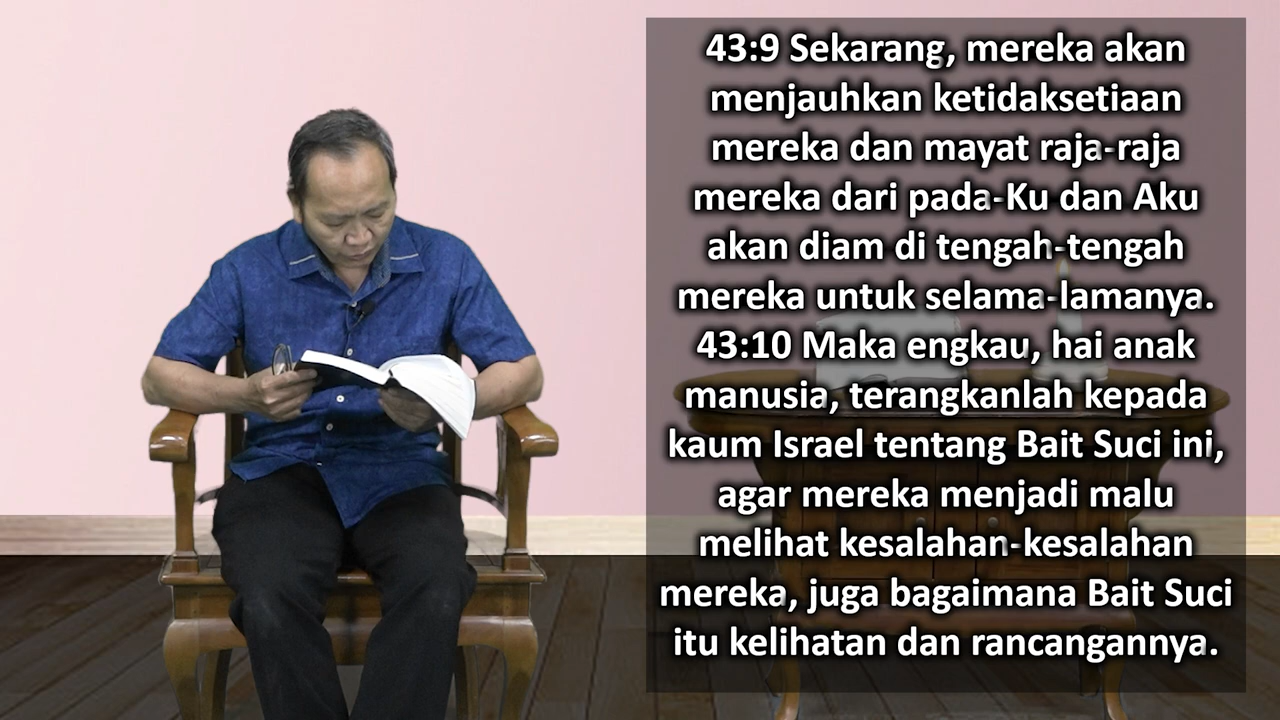 43:9 Sekarang, mereka akan
menjauhkan ketidaksetiaan
mereka dan mayat raja-raja
mereka dari pada-Ku dan Aku
akan diam di tengah-tengah
mereka untuk selama-lamanya.
43:10 Maka engkau, hai anak
manusia, terangkanlah kepada
kaum Israel tentang Bait Suci ini,
agar mereka menjadi malu
melihat kesalahan-kesalahan
mereka, juga bagaimana Bait Suci
itu kelihatan dan rancangannya.